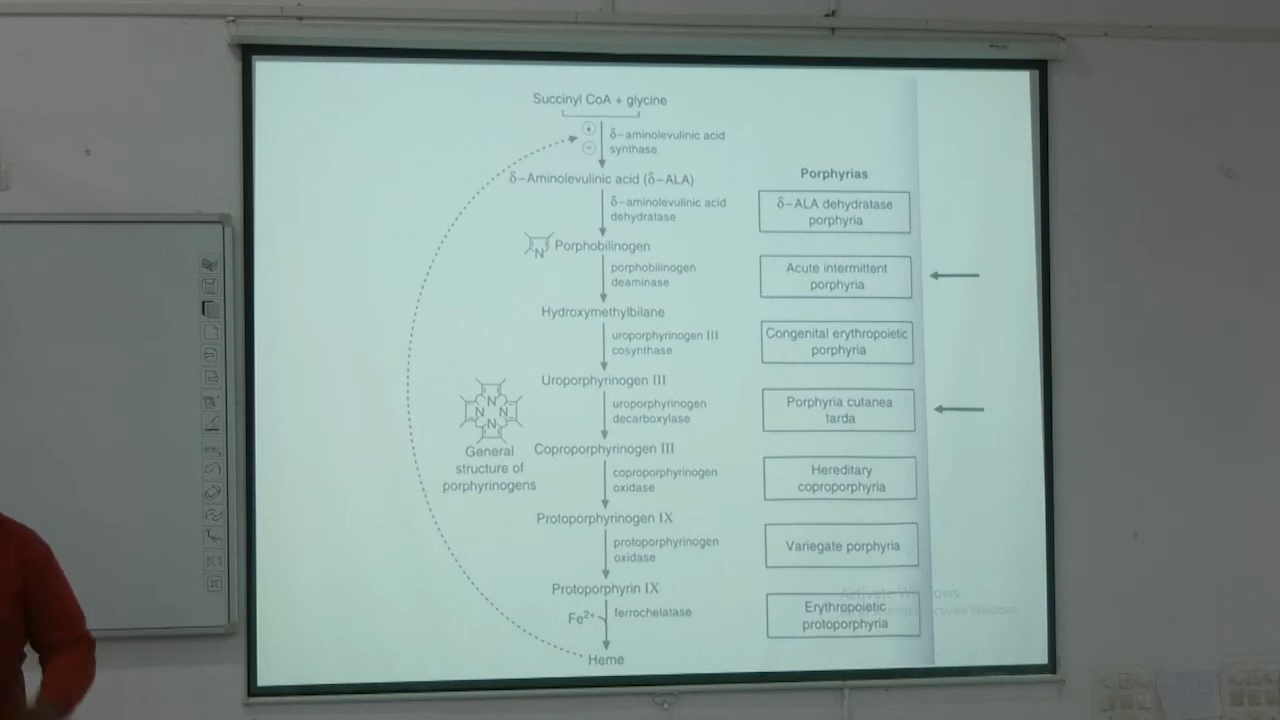 Succinyl CoA + glycine
+
δ-aminolevulinic acid
−
synthase
δ-Aminolevulinic acid (δ-ALA)
δ-aminolevulinic acid
dehydratase
N
Porphobilinogen
porphobilinogen
deaminase
Hydroxymethylbilane
uroporphyrinogen III
cosynthase
Uroporphyrinogen III
uroporphyrinogen
decarboxylase
N
N N
N
General
structure of
porphyrinogens
Coproporphyrinogen III
coproporphyrinogen
oxidase
Protoporphyrinogen IX
protoporphyrinogen
oxidase
Protoporphyrin IX
Fe²⁺
ferrochelatase
Heme
Porphyrias
δ-ALA dehydratase
porphyria
Acute intermittent
porphyria
Congenital erythropoietic
porphyria
Porphyria cutanea
tarda
Hereditary
coproporphyria
Variegate porphyria
Erythropoietic
protoporphyria
Activate Windows
activate Windows